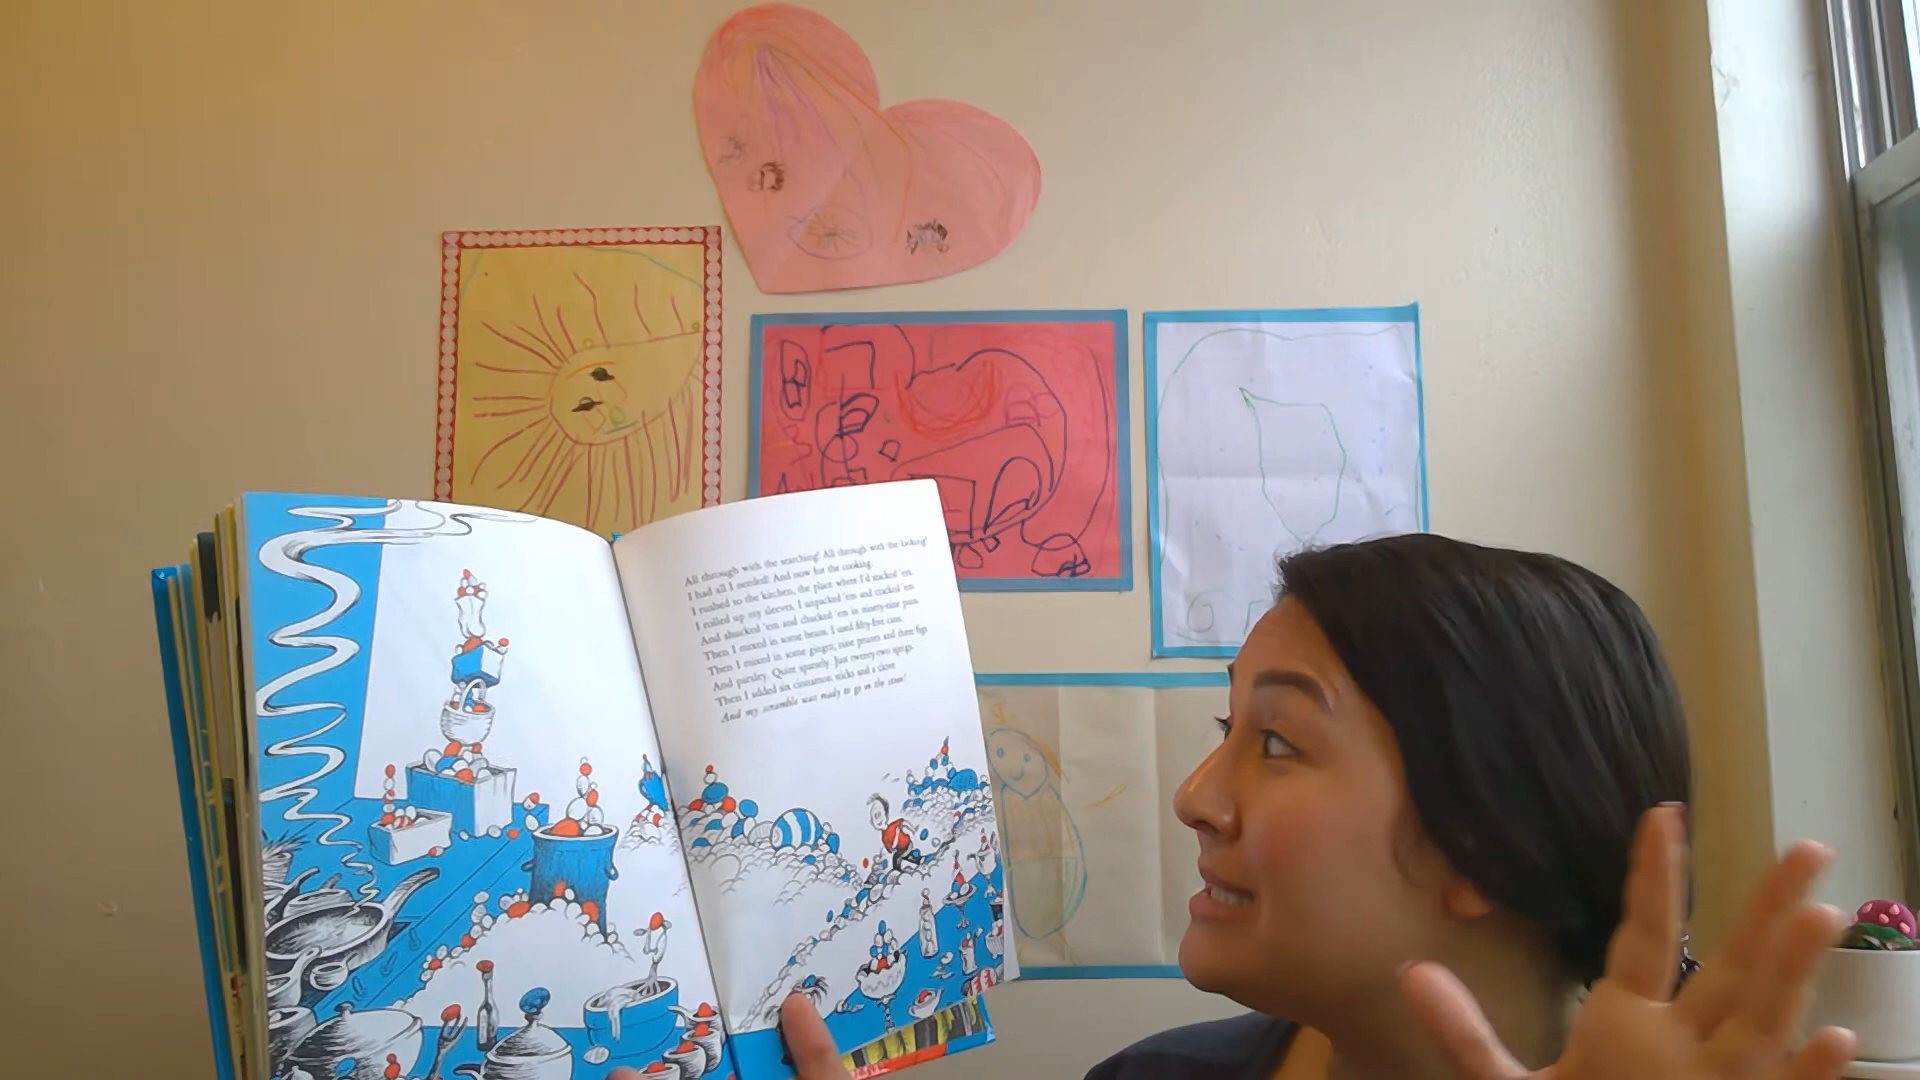 All through with the searching! All through with the looking!
I had all I needed! And now for the cooking.
I rushed to the kitchen, the place where I'd stacked 'em.
I rolled up my sleeves. I unpacked 'em and cracked 'em
And shucked 'em and chucked 'em in ninety-nine pans.
Then I mixed in some beans. I used fifty-five cans.
Then I mixed in some ginger, nine prunes and three figs
And parsley. Quite sparsely. Just twenty-two sprigs.
Then I added six cinnamon sticks and a clove
And my scramble was ready to go on the stove!